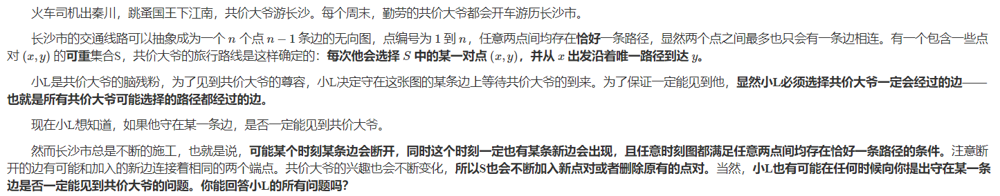 火车司机出秦川，跳蚤国王下江南，共价大爷游长沙。每个周末，勤劳的共价大爷都会开车游历长沙市。
长沙市的交通线路可以抽象成为一个 n 个点 n − 1 条边的无向图，点编号为 1 到 n，任意两点间均存在恰好一条路径，显然两个点之间最多也只会有一条边相连。有一个包含一些点
对 (x, y) 的可重集合S，共价大爷的旅行路线是这样确定的：每次他会选择 S 中的某一对点 (x, y)，并从 x 出发沿着唯一路径到达 y。
小L是共价大爷的脑残粉，为了见到共价大爷的尊容，小L决定守在这张图的某条边上等待共价大爷的到来。为了保证一定能见到他，显然小L必须选择共价大爷一定会经过的边——
也就是所有共价大爷可能选择的路径都经过的边。
现在小L想知道，如果他守在某一条边，是否一定能见到共价大爷。
然而长沙市总是不断的施工，也就是说，可能某个时刻某条边会断开，同时这个时刻一定也有某条新边会出现，且任意时刻图都满足任意两点间均存在恰好一条路径的条件。注意断
开的边有可能和加入的新边连接着相同的两个端点。共价大爷的兴趣也会不断变化，所以S也会不断加入新点对或者删除原有的点对。当然，小L也有可能在任何时候向你提出守在某一条
边是否一定能见到共价大爷的问题。你能回答小L的所有问题吗？